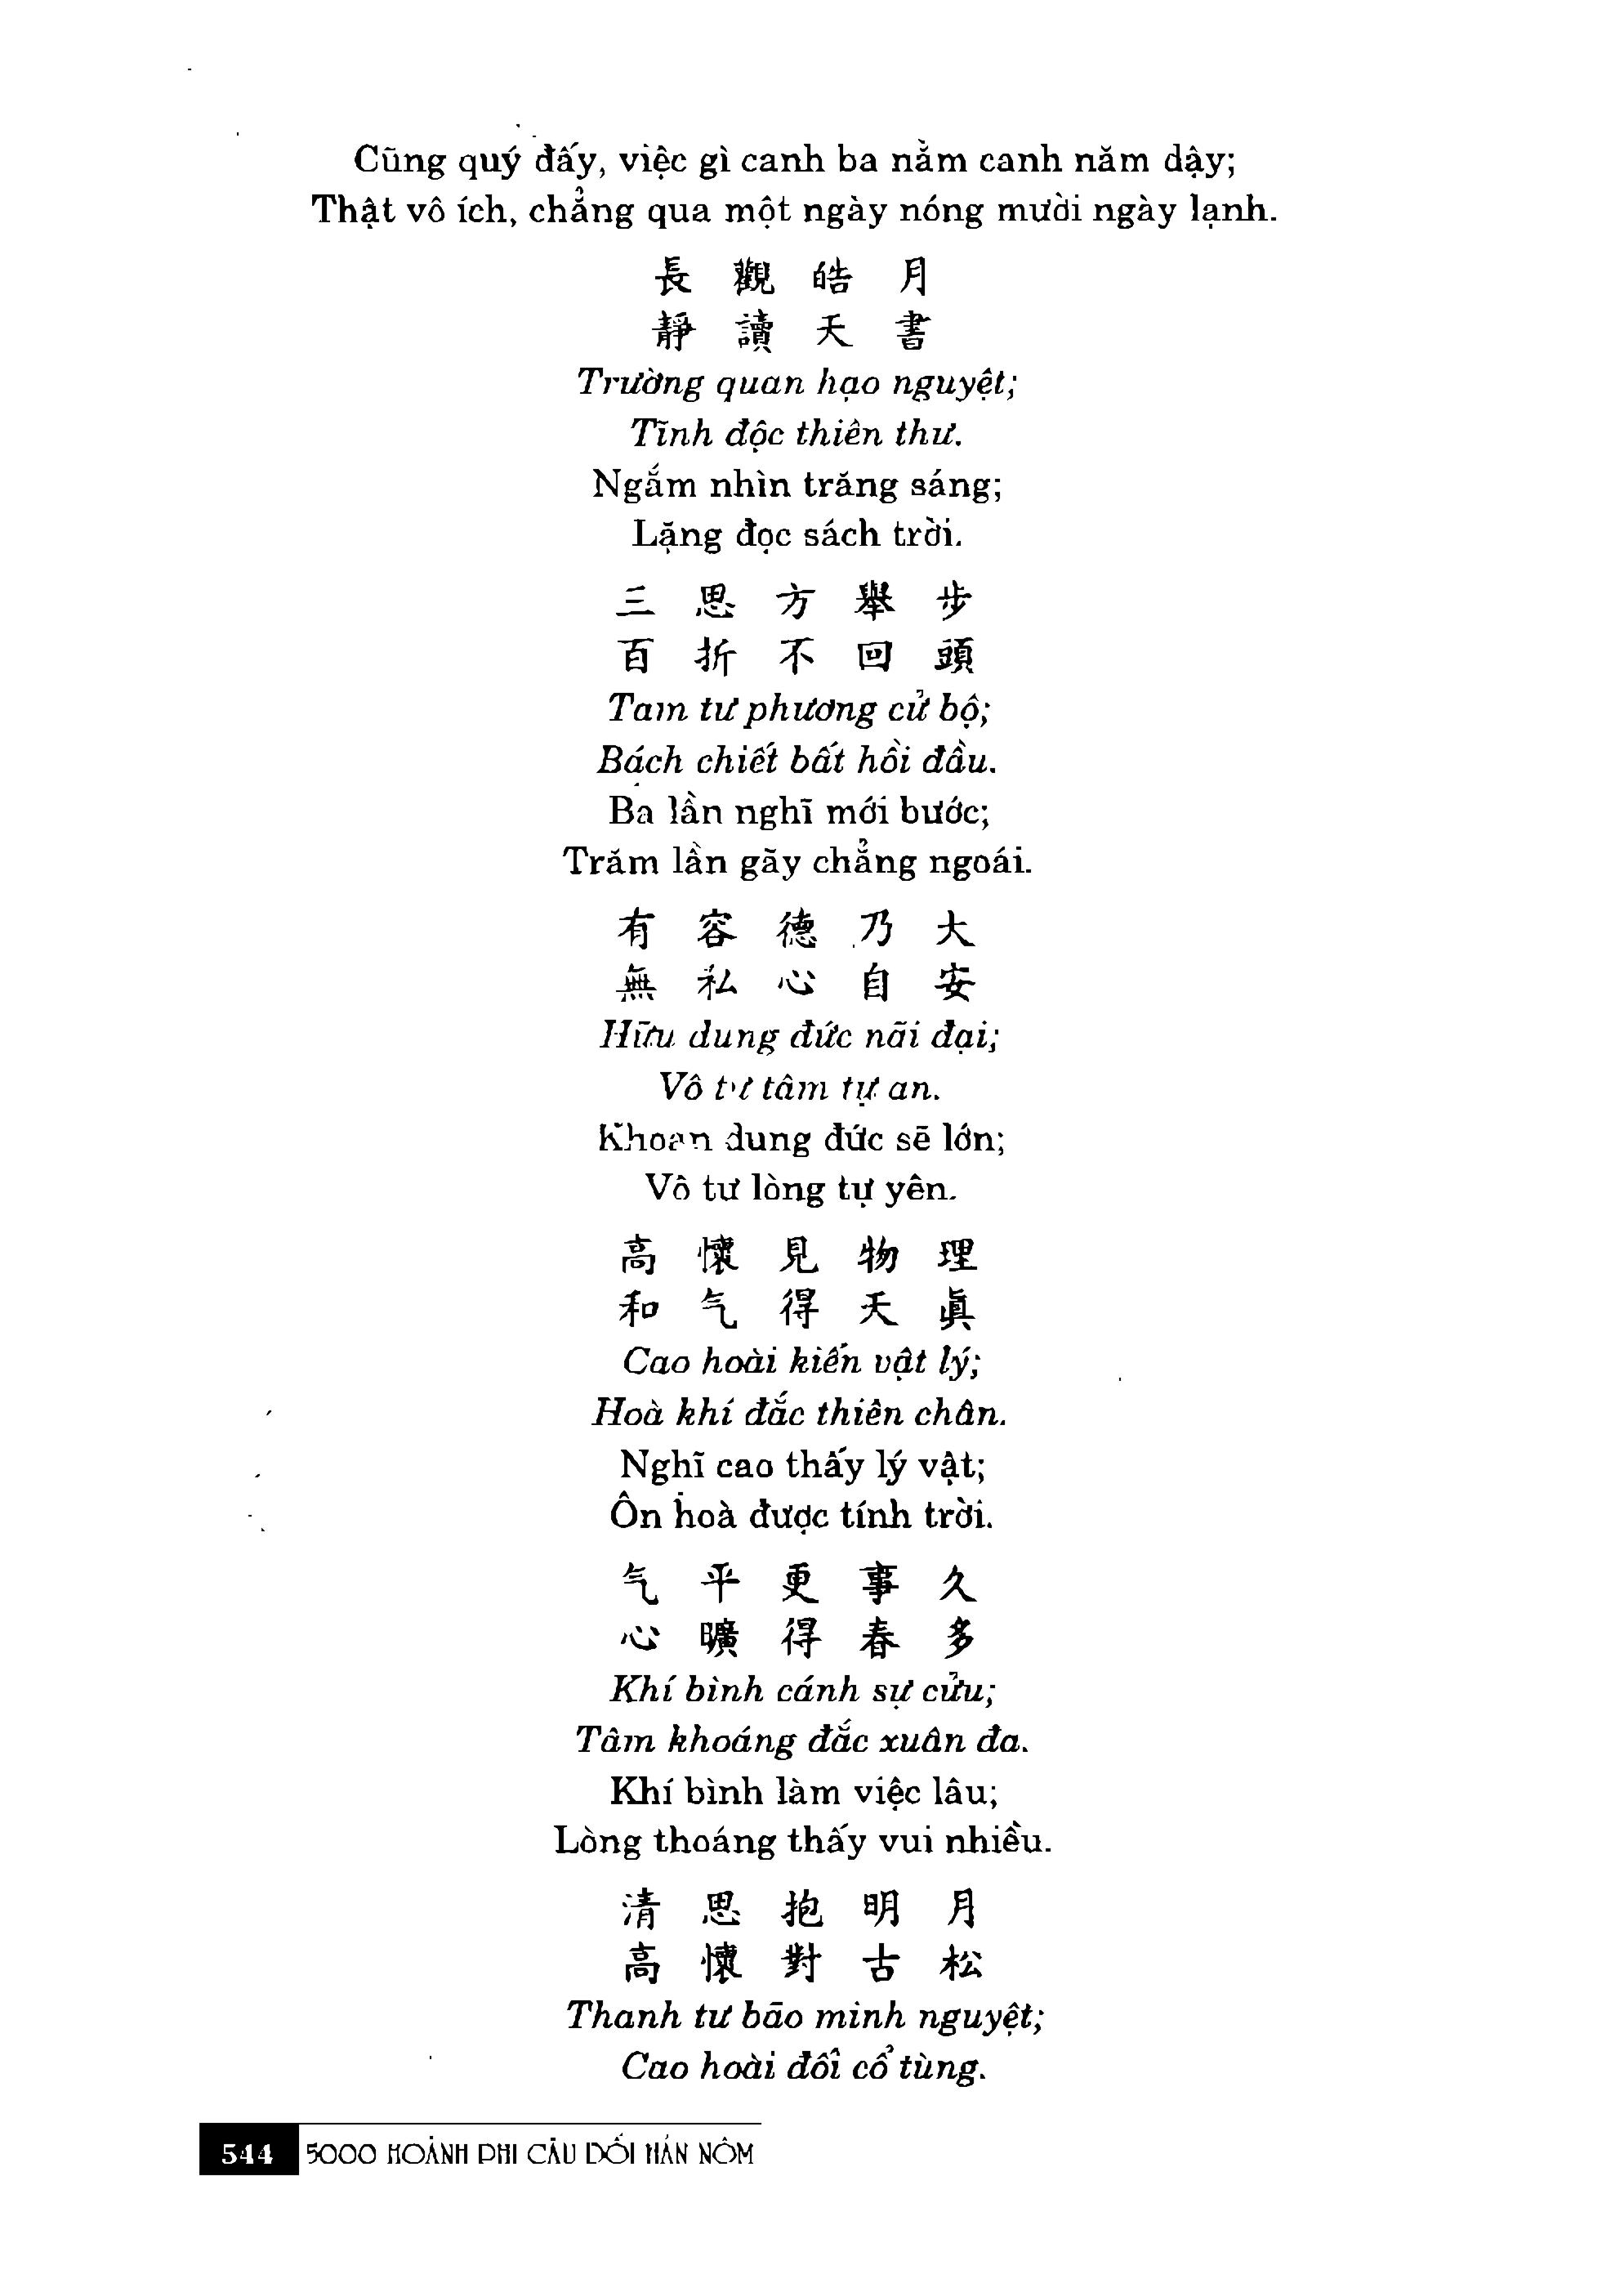 Cũng quý đấy, việc gì canh ba nằm canh năm dậy;
Thật vô ích, chẳng qua một ngày nóng mười ngày lạnh.
長 觀 皓 月
靜 讀 天 書
Trường quan hạo nguyệt;
Tĩnh độc thiên thư.
Ngắm nhìn trăng sáng;
Lặng đọc sách trời.
三 思 方 舉 步
百 折 不 回 頭
Tam tư phương cử bộ;
Bách chiết bất hồi đầu.
Ba lần nghĩ mới bước;
Trăm lần gãy chẳng ngoái.
有 容 德 乃 大
無 私 心 自 安
Hữu dung đức nãi đại;
Vô tư tâm tự an.
Khoan dung đức sẽ lớn;
Vô tư lòng tự yên.
高 懷 見 物 理
和 气 得 天 眞
Cao hoài kiến vật lý;
Hoà khí đắc thiên chân.
Nghĩ cao thấy lý vật;
Ôn hoà được tính trời.
气 平 更 事 久
心 曠 得 春 多
Khí bình cánh sự cửu;
Tâm khoáng đắc xuân đa.
Khí bình làm việc lâu;
Lòng thoáng thấy vui nhiều.
清 思 抱 明 月
高 懷 對 古 松
Thanh tư bão minh nguyệt;
Cao hoài đối cổ tùng.
544 5000 HOÀNH PHI CÂU ĐỐI HÁN NÔM